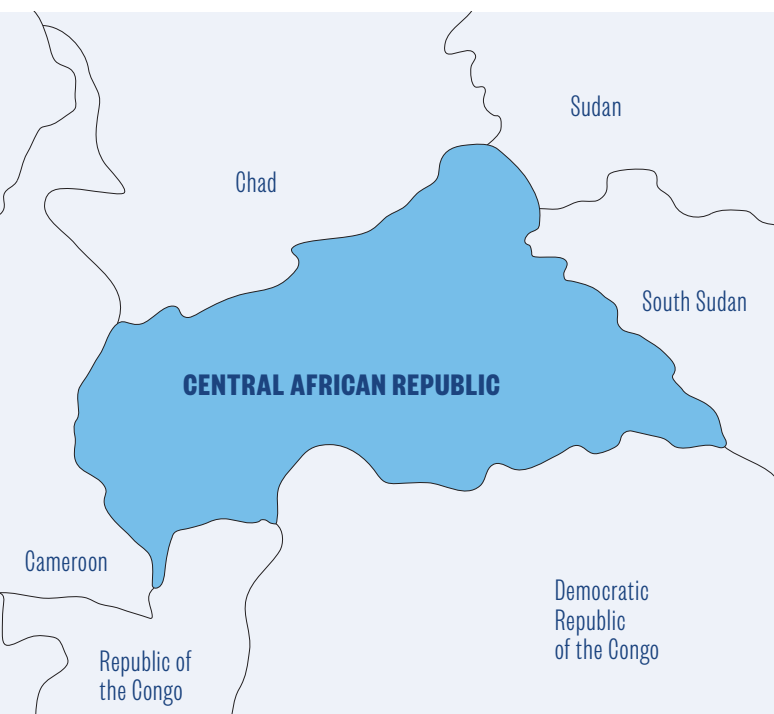 Sudan
Chad
South Sudan
CENTRAL AFRICAN REPUBLIC
Cameroon
Democratic
Republic
of the Congo
Republic of
the Congo